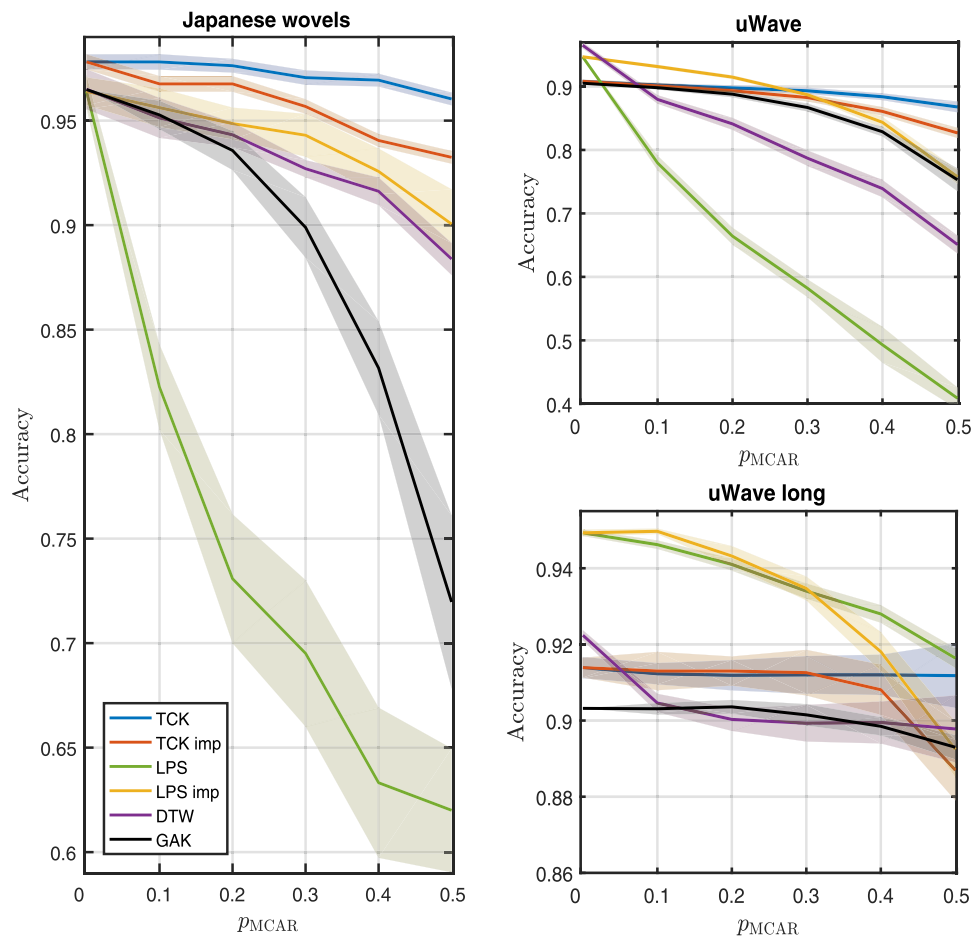 Japanese wovels
Accuracy
0.95
0.9
0.85
0.8
0.75
0.7
0.65
0.6
0 0.1 0.2 0.3 0.4 0.5
pMCAR
TCK
TCK imp
LPS
LPS imp
DTW
GAK
uWave
Accuracy
0.9
0.8
0.7
0.6
0.5
0.4
0 0.1 0.2 0.3 0.4 0.5
pMCAR
uWave long
Accuracy
0.94
0.92
0.9
0.88
0.86
0 0.1 0.2 0.3 0.4 0.5
pMCAR